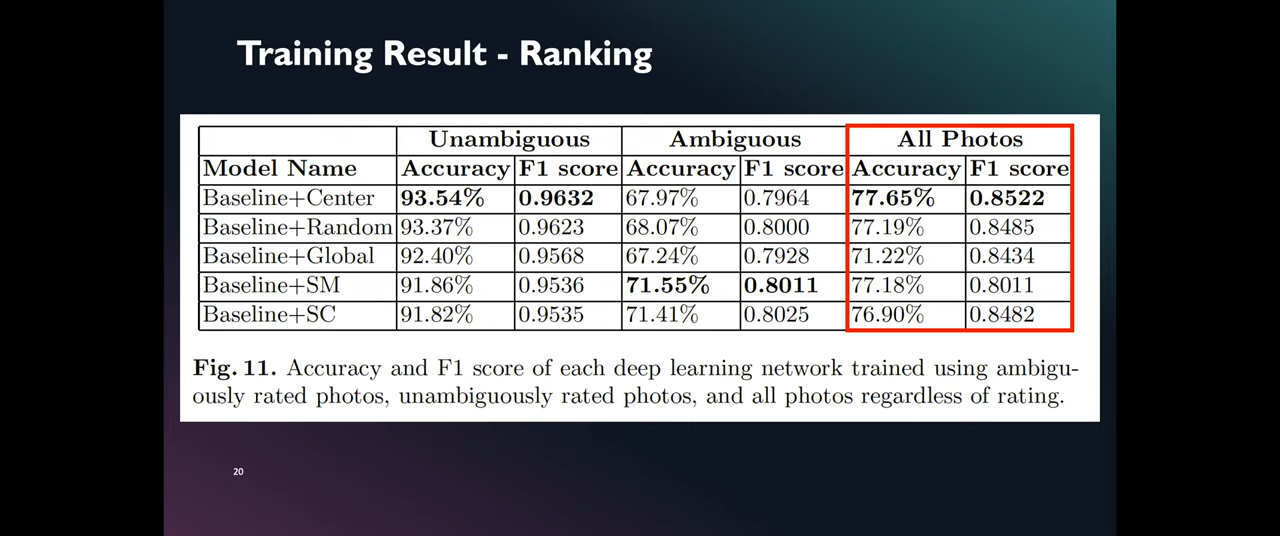 Training Result - Ranking
Unambiguous Ambiguous All Photos
Model Name Accuracy F1 score Accuracy F1 score Accuracy F1 score
Baseline+Center 93.54% 0.9632 67.97% 0.7964 77.65% 0.8522
Baseline+Random 93.37% 0.9623 68.07% 0.8000 77.19% 0.8485
Baseline+Global 92.40% 0.9568 67.24% 0.7928 71.22% 0.8434
Baseline+SM 91.86% 0.9536 71.55% 0.8011 77.18% 0.8011
Baseline+SC 91.82% 0.9535 71.41% 0.8025 76.90% 0.8482
Fig. 11. Accuracy and F1 score of each deep learning network trained using ambigu-
ously rated photos, unambiguously rated photos, and all photos regardless of rating.
20